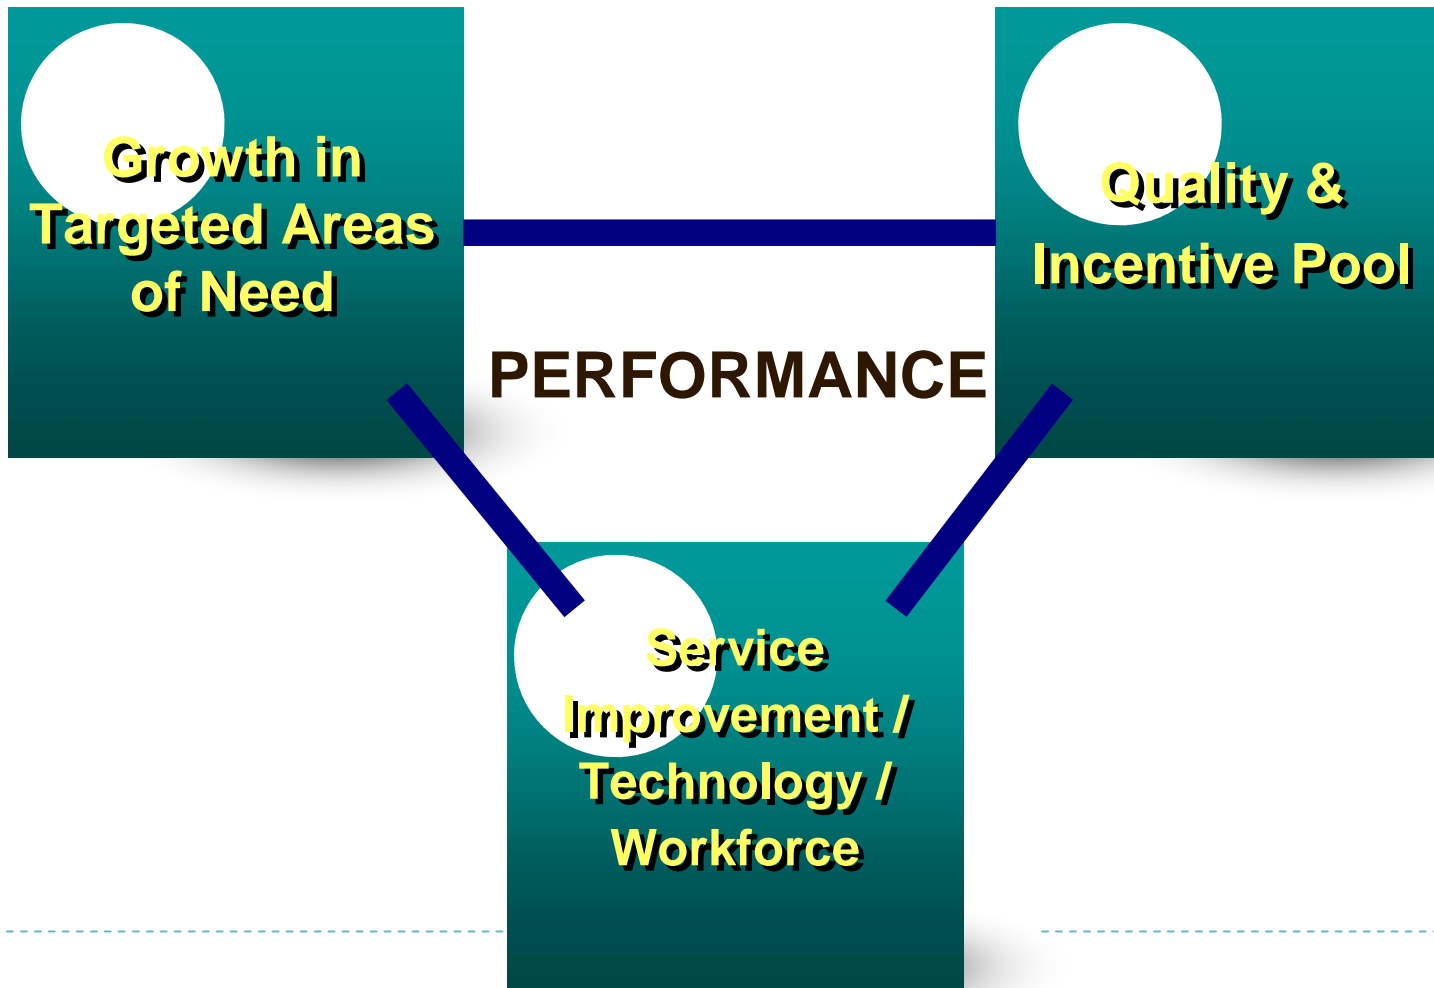 Growth in
Targeted Areas
of Need
Quality &
Incentive Pool
PERFORMANCE
Service
Improvement /
Technology /
Workforce